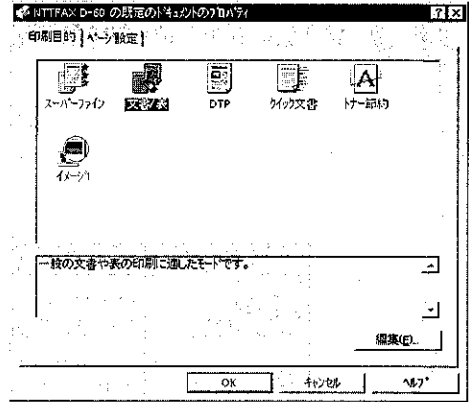 NTTFAX D-60 の既定のドキュメントのプロパティ
印刷目的 ページ設定
スーパーファイン 文書/表 DTP クイック文書 トナー節約
イメージ1
一般の文書や表の印刷に適したモードです。
編集(E)...
OK キャンセル ヘルプ